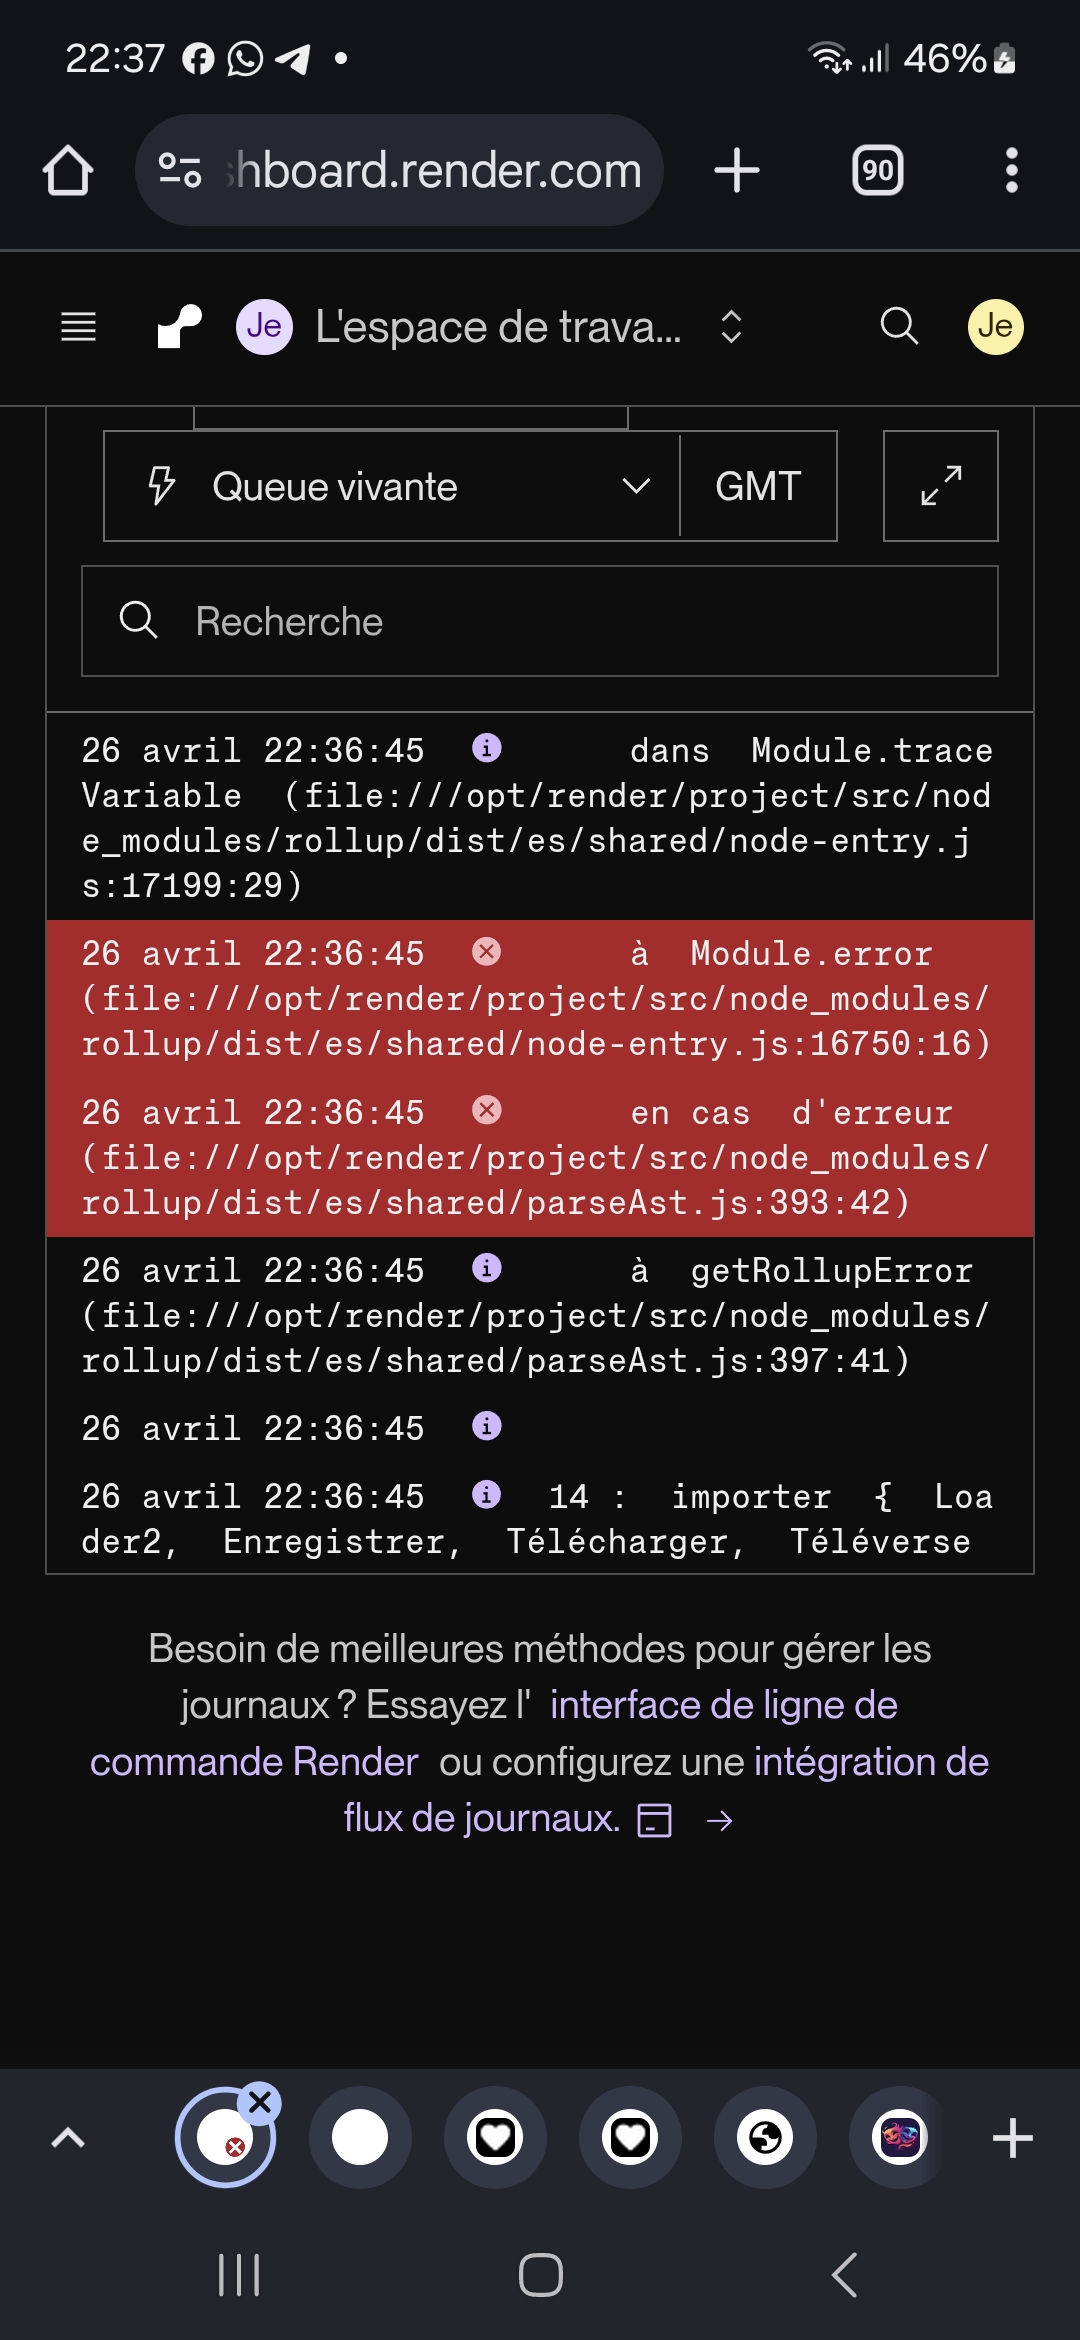 22:37
46%
shboard.render.com
90
Je
L'espace de trava...
Je
Queue vivante
GMT
Recherche
26 avril 22:36:45 dans Module.trace
Variable (file:///opt/render/project/src/nod
e_modules/rollup/dist/es/shared/node-entry.j
s:17199:29)
26 avril 22:36:45 à Module.error
(file:///opt/render/project/src/node_modules/
rollup/dist/es/shared/node-entry.js:16750:16)
26 avril 22:36:45 en cas d'erreur
(file:///opt/render/project/src/node_modules/
rollup/dist/es/shared/parseAst.js:393:42)
26 avril 22:36:45 à getRollupError
(file:///opt/render/project/src/node_modules/
rollup/dist/es/shared/parseAst.js:397:41)
26 avril 22:36:45
26 avril 22:36:45 14 : importer { Loa
der2, Enregistrer, Télécharger, Téléverse
Besoin de meilleures méthodes pour gérer les
journaux ? Essayez l' interface de ligne de
commande Render ou configurez une intégration de
flux de journaux.